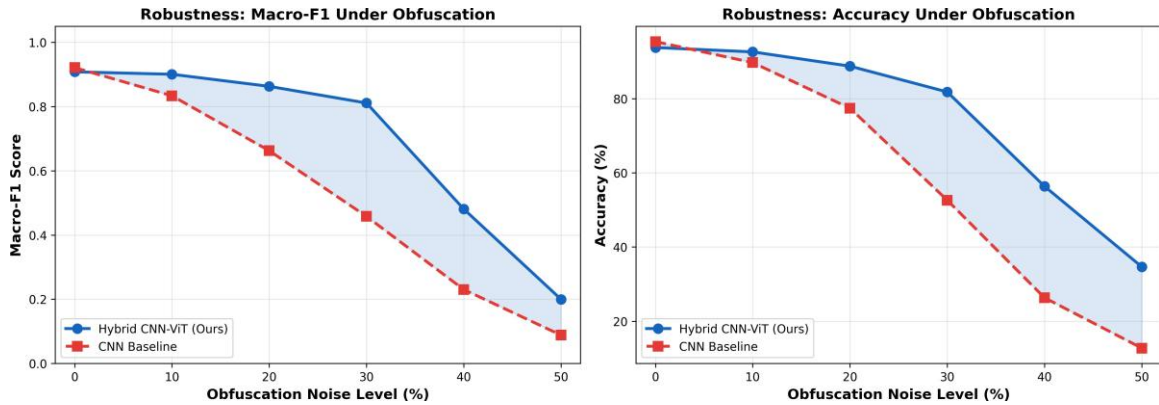 Robustness: Macro-F1 Under Obfuscation
1.0
0.8
0.6
0.4
0.2
0.0
Macro-F1 Score
Hybrid CNN-ViT (Ours)
CNN Baseline
0 10 20 30 40 50
Obfuscation Noise Level (%)
Robustness: Accuracy Under Obfuscation
80
60
40
20
Accuracy (%)
Hybrid CNN-ViT (Ours)
CNN Baseline
0 10 20 30 40 50
Obfuscation Noise Level (%)